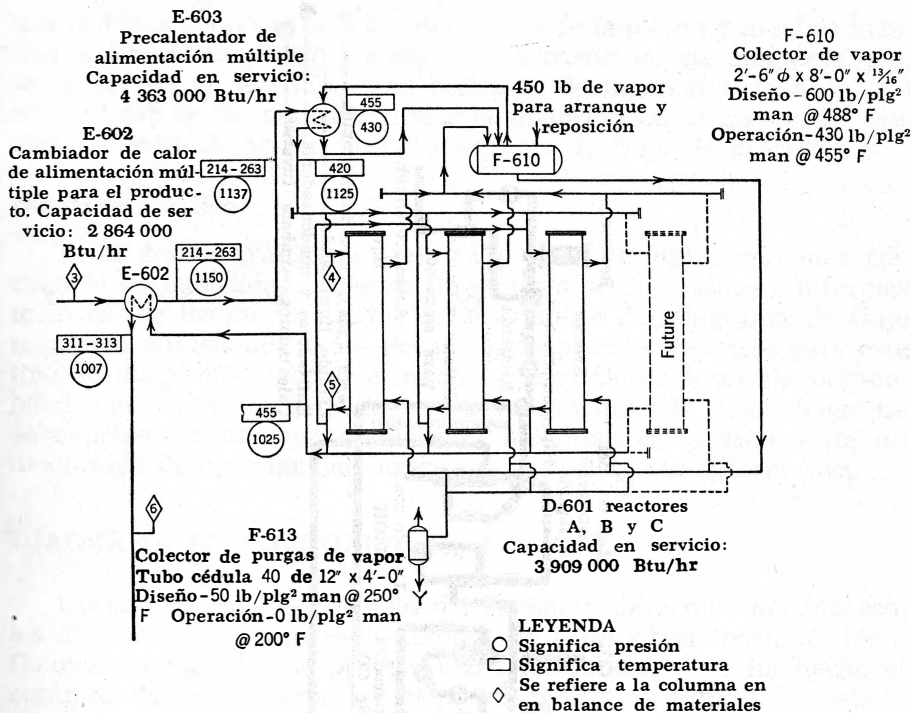 E-603
Precalentador de
alimentación múltiple
Capacidad en servicio:
4 363 000 Btu/hr
E-602
Cambiador de calor
de alimentación múl-
tiple para el produc-
to. Capacidad de ser
vicio: 2 864 000
Btu/hr
214-263
1137
455
430
420
1125
450 lb de vapor
para arranque y
reposición
F-610
F-610
Colector de vapor
2'-6"φ x 8'-0" x 13/16"
Diseño-600 lb/plg²
man @ 488° F
Operación-430 lb/plg²
man @ 455° F
3
E-602
214-263
1150
311-313
1007
4
5
455
1025
6
Future
F-613
Colector de purgas de vapor
Tubo cédula 40 de 12" x 4'-0"
Diseño-50 lb/plg² man @ 250°
F Operación-0 lb/plg² man
@ 200° F
D-601 reactores
A, B y C
Capacidad en servicio:
3 909 000 Btu/hr
LEYENDA
Significa presión
Significa temperatura
Se refiere a la columna en
en balance de materiales